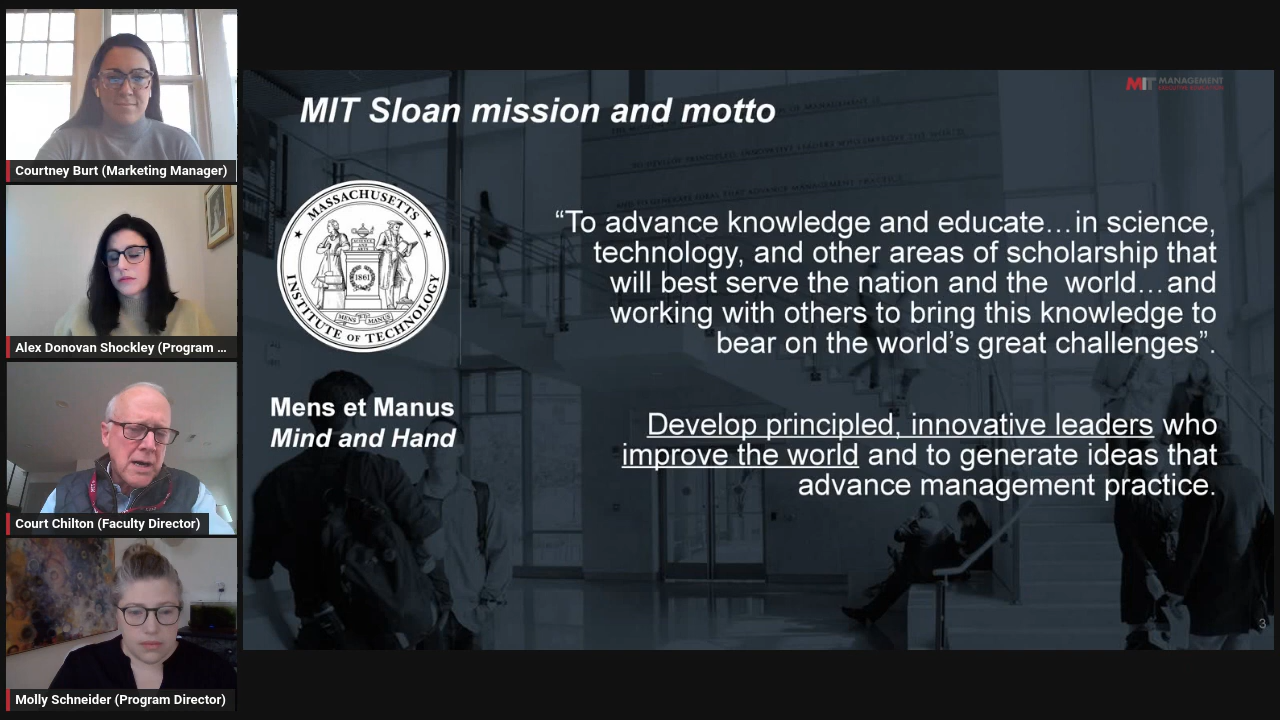 Courtney Burt (Marketing Manager)
Alex Donovan Shockley (Program ...
Court Chilton (Faculty Director)
Molly Schneider (Program Director)
MIT MANAGEMENT
EXECUTIVE EDUCATION
MIT Sloan mission and motto
MASSACHUSETTS
INSTITUTE OF TECHNOLOGY
SCIENCE AND ARTS
1861
MENS ET MANUS
Mens et Manus
Mind and Hand
“To advance knowledge and educate…in science,
technology, and other areas of scholarship that
will best serve the nation and the  world…and
working with others to bring this knowledge to
bear on the world’s great challenges”.
Develop principled, innovative leaders who
improve the world and to generate ideas that
advance management practice.
3